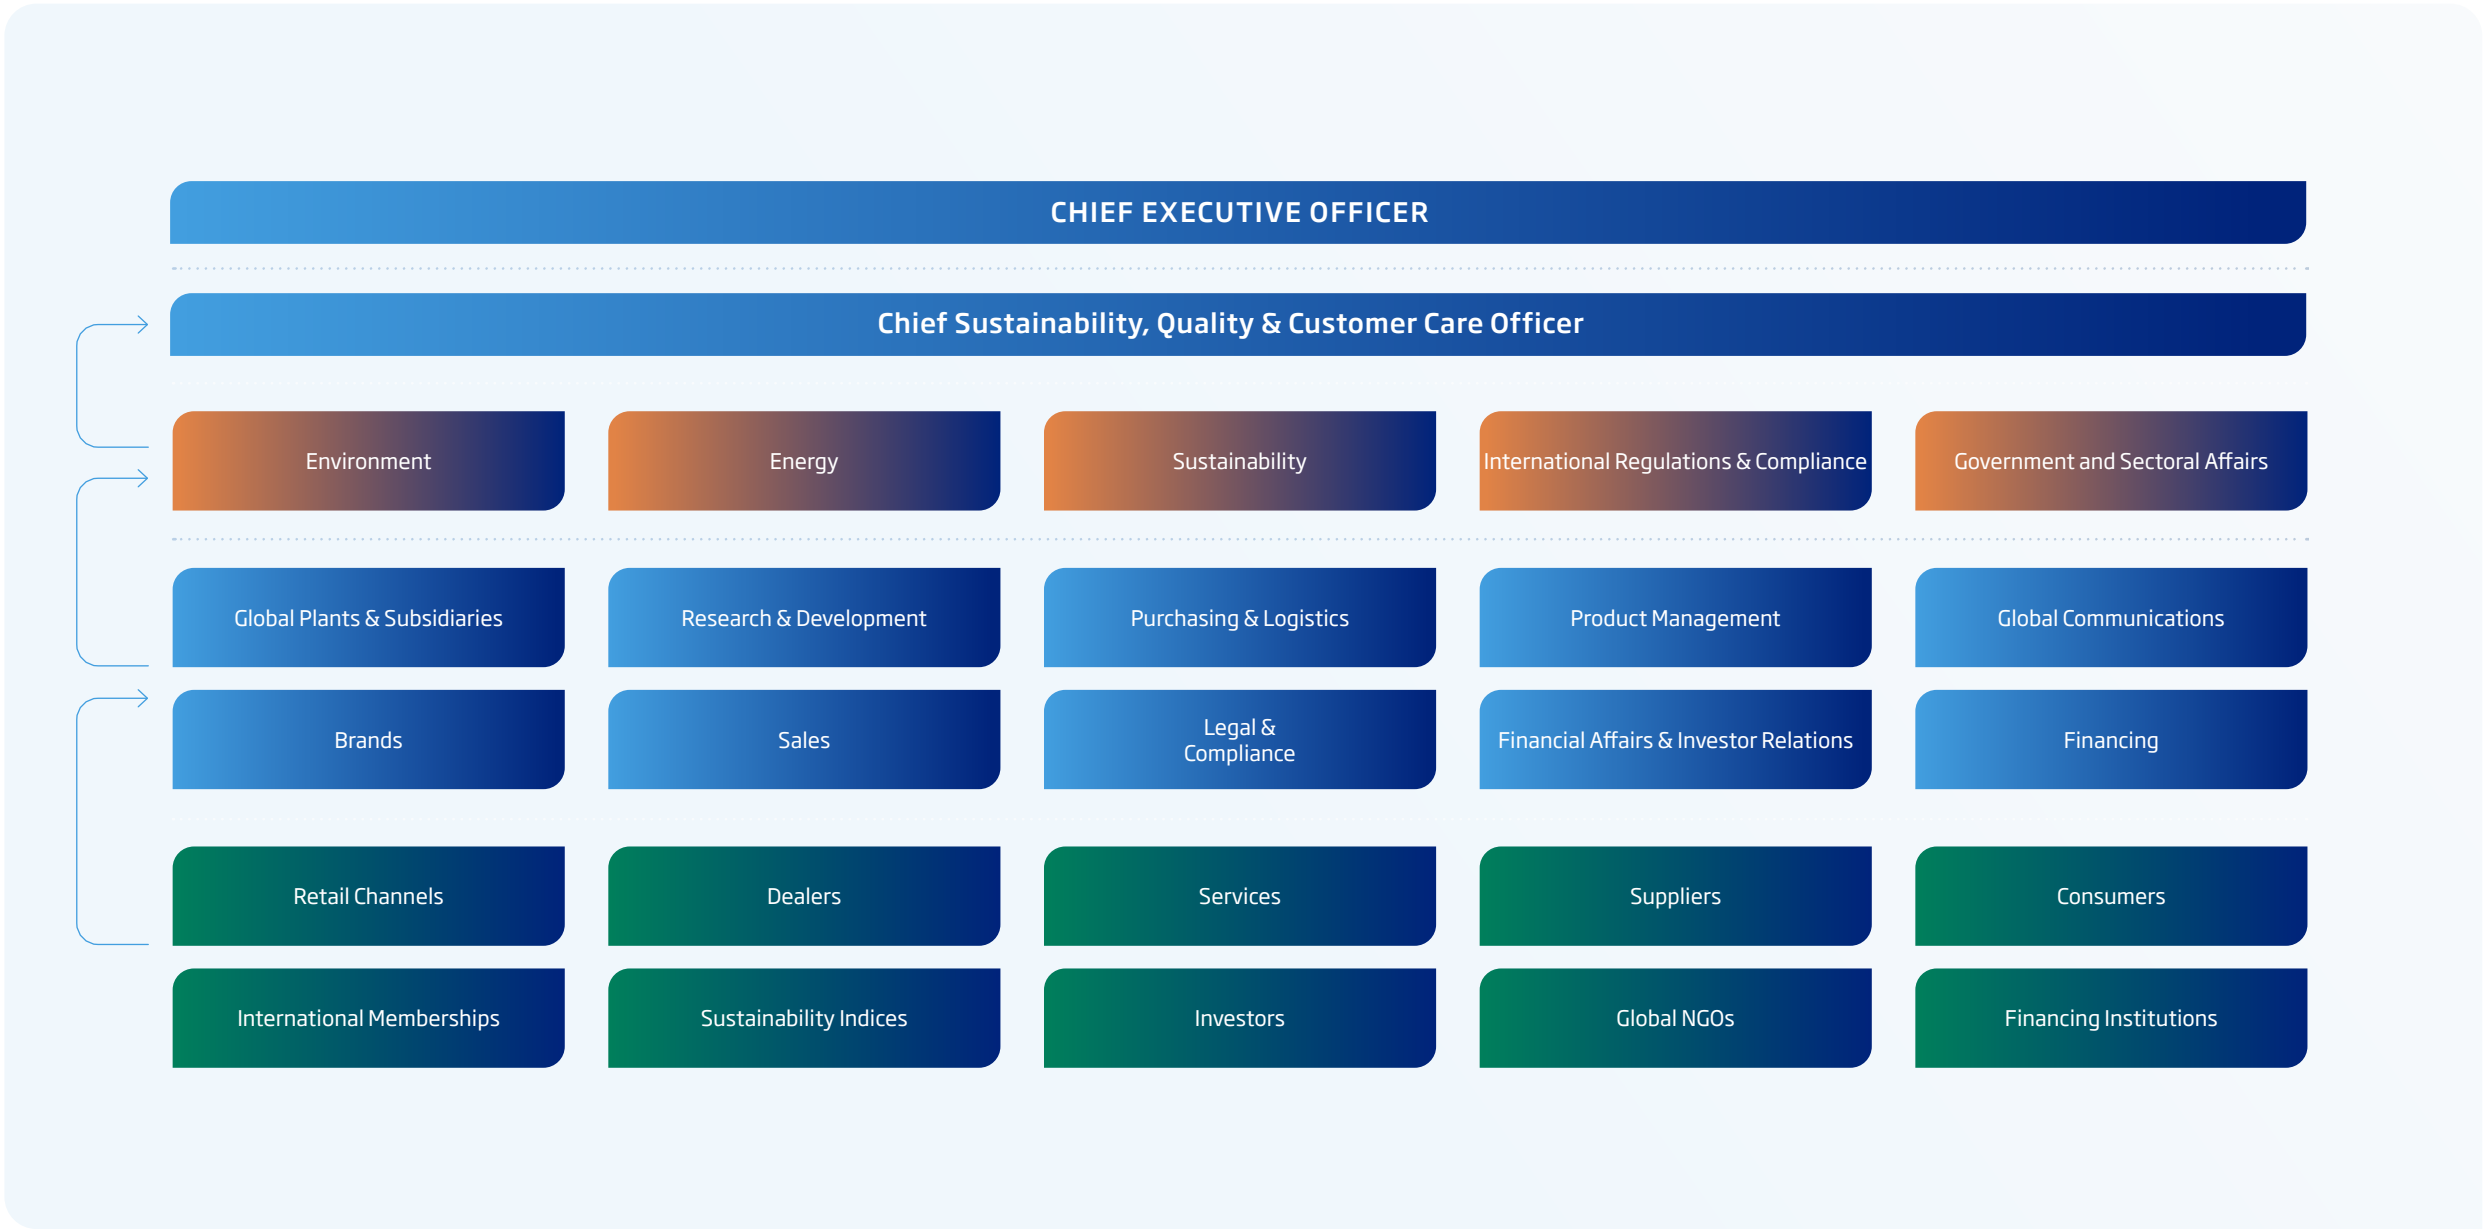 CHIEF EXECUTIVE OFFICER
Chief Sustainability, Quality & Customer Care Officer
Environment
Energy
Sustainability
International Regulations & Compliance
Government and Sectoral Affairs
Global Plants & Subsidiaries
Research & Development
Purchasing & Logistics
Product Management
Global Communications
Brands
Sales
Legal &
Compliance
Financial Affairs & Investor Relations
Financing
Retail Channels
Dealers
Services
Suppliers
Consumers
International Memberships
Sustainability Indices
Investors
Global NGOs
Financing Institutions